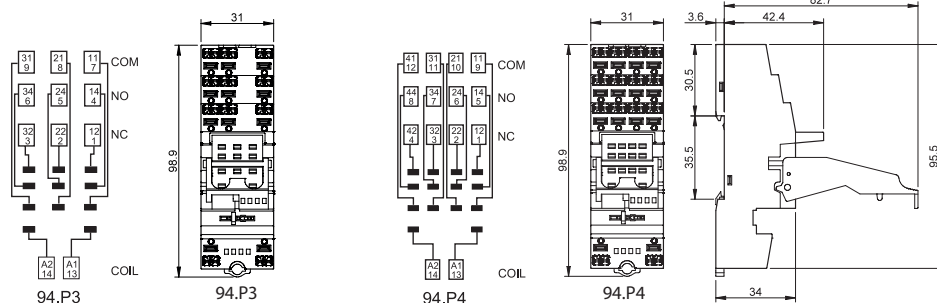 31 21 11 COM
9 8 7
34 24 14 NO
6 5 4
32 22 12 NC
3 2 1
A2 A1 COIL
14 13
94.P3
31
98.9
94.P3
41 31 21 11 COM
12 11 10 9
44 34 24 14 NO
8 7 6 5
42 32 22 12 NC
4 3 2 1
A2 A1 COIL
14 13
94.P4
31
98.9
94.P4
82.7
3.6 42.4
30.5
35.5
95.5
34